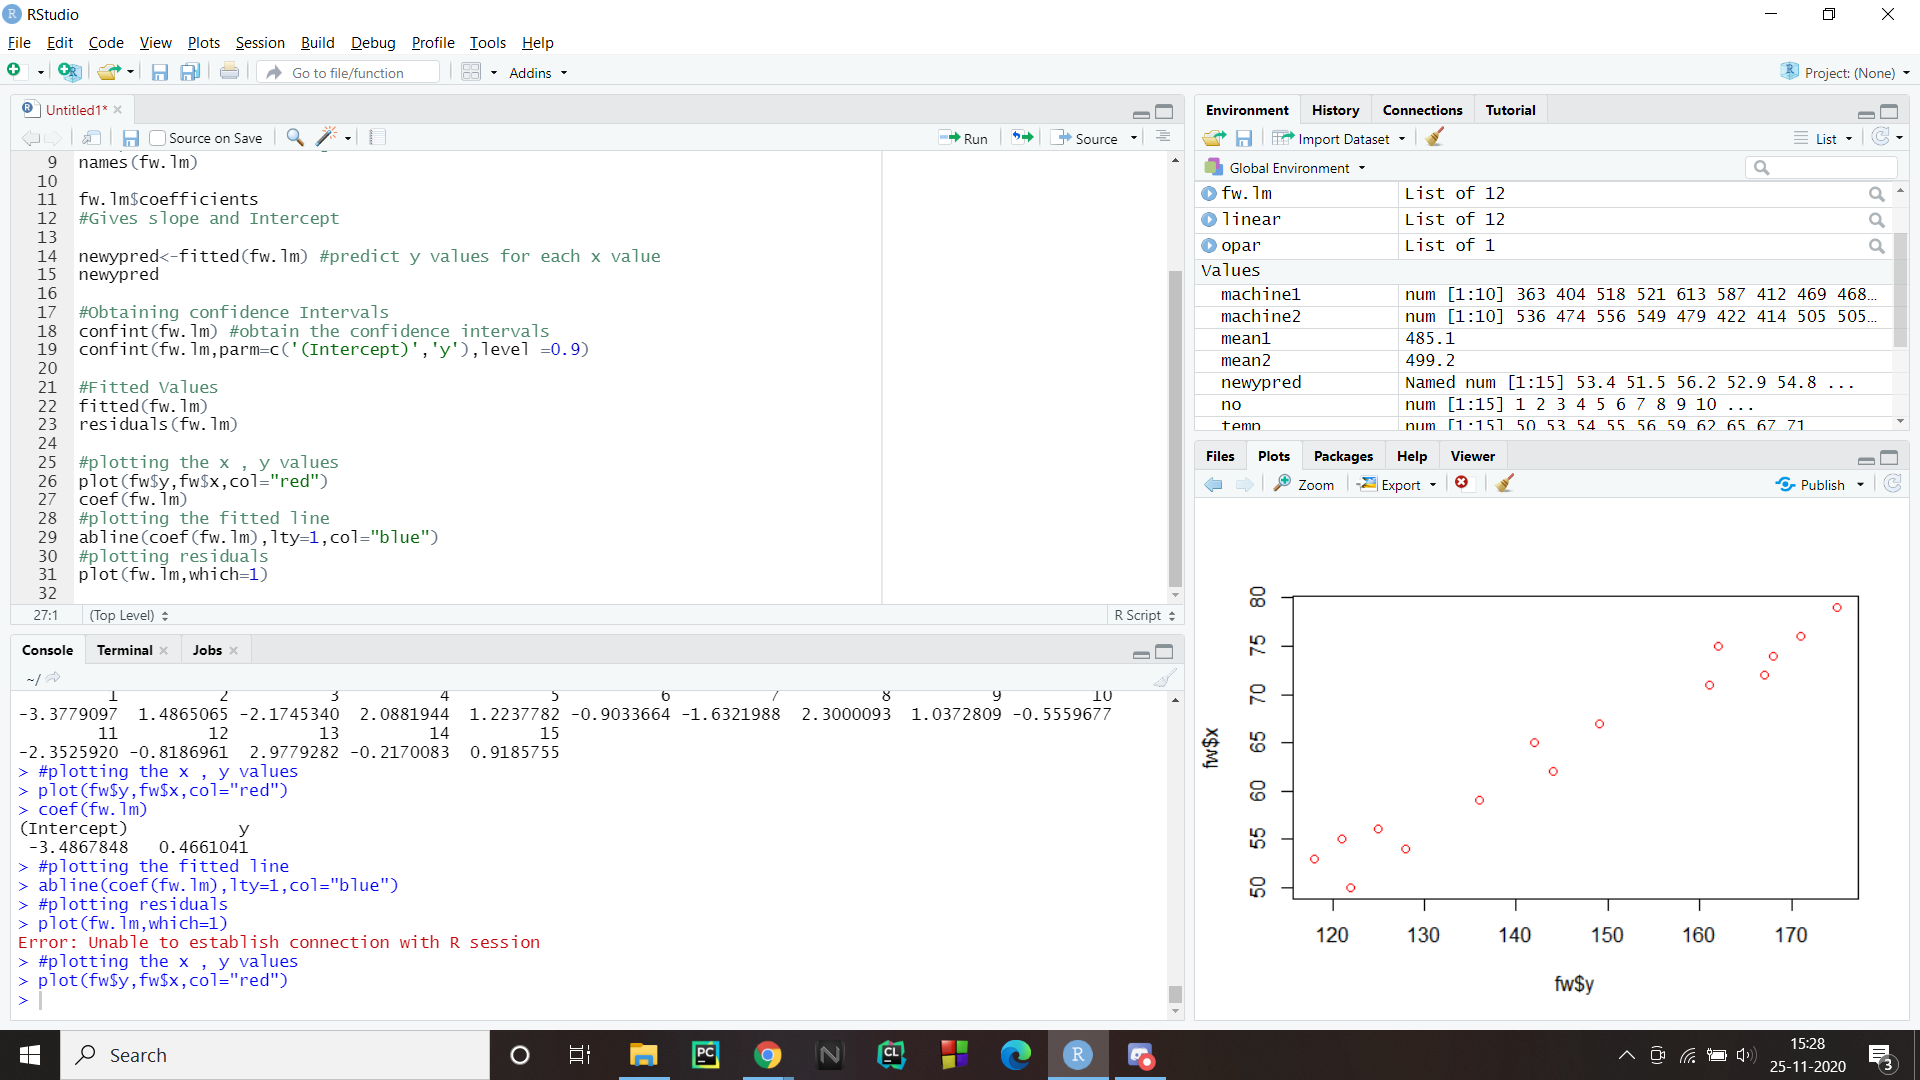 RStudio
File Edit Code View Plots Session Build Debug Profile Tools Help
Go to file/function Addins Project: (None)
Untitled1*
Source on Save Run Source
9 names(fw.lm)
10
11 fw.lm$coefficients
12 #Gives slope and Intercept
13
14 newypred<-fitted(fw.lm) #predict y values for each x value
15 newypred
16
17 #Obtaining confidence Intervals
18 confint(fw.lm) #obtain the confidence intervals
19 confint(fw.lm,parm=c('(Intercept)','y'),level =0.9)
20
21 #Fitted Values
22 fitted(fw.lm)
23 residuals(fw.lm)
24
25 #plotting the x , y values
26 plot(fw$y,fw$x,col="red")
27 coef(fw.lm)
28 #plotting the fitted line
29 abline(coef(fw.lm),lty=1,col="blue")
30 #plotting residuals
31 plot(fw.lm,which=1)
32
27:1 (Top Level) R Script
Console Terminal Jobs
~/
1 2 3 4 5 6 7 8 9 10
-3.3779097 1.4865065 -2.1745340 2.0881944 1.2237782 -0.9033664 -1.6321988 2.3000093 1.0372809 -0.5559677
11 12 13 14 15
-2.3525920 -0.8186961 2.9779282 -0.2170083 0.9185755
> #plotting the x , y values
> plot(fw$y,fw$x,col="red")
> coef(fw.lm)
(Intercept) y
-3.4867848 0.4661041
> #plotting the fitted line
> abline(coef(fw.lm),lty=1,col="blue")
> #plotting residuals
> plot(fw.lm,which=1)
Error: Unable to establish connection with R session
> #plotting the x , y values
> plot(fw$y,fw$x,col="red")
>
Environment History Connections Tutorial
Import Dataset List
Global Environment
fw.lm List of 12
linear List of 12
opar List of 1
Values
machine1 num [1:10] 363 404 518 521 613 587 412 469 468…
machine2 num [1:10] 536 474 556 549 479 422 414 505 505…
mean1 485.1
mean2 499.2
newypred Named num [1:15] 53.4 51.5 56.2 52.9 54.8 ...
no num [1:15] 1 2 3 4 5 6 7 8 9 10 ...
temp num [1:15] 50 53 54 55 56 59 62 65 67 71
Files Plots Packages Help Viewer
Zoom Export Publish
80
75
70
65
60
55
50
fw$x
120 130 140 150 160 170
fw$y
Search PC N CL R 15:28
25-11-2020 3